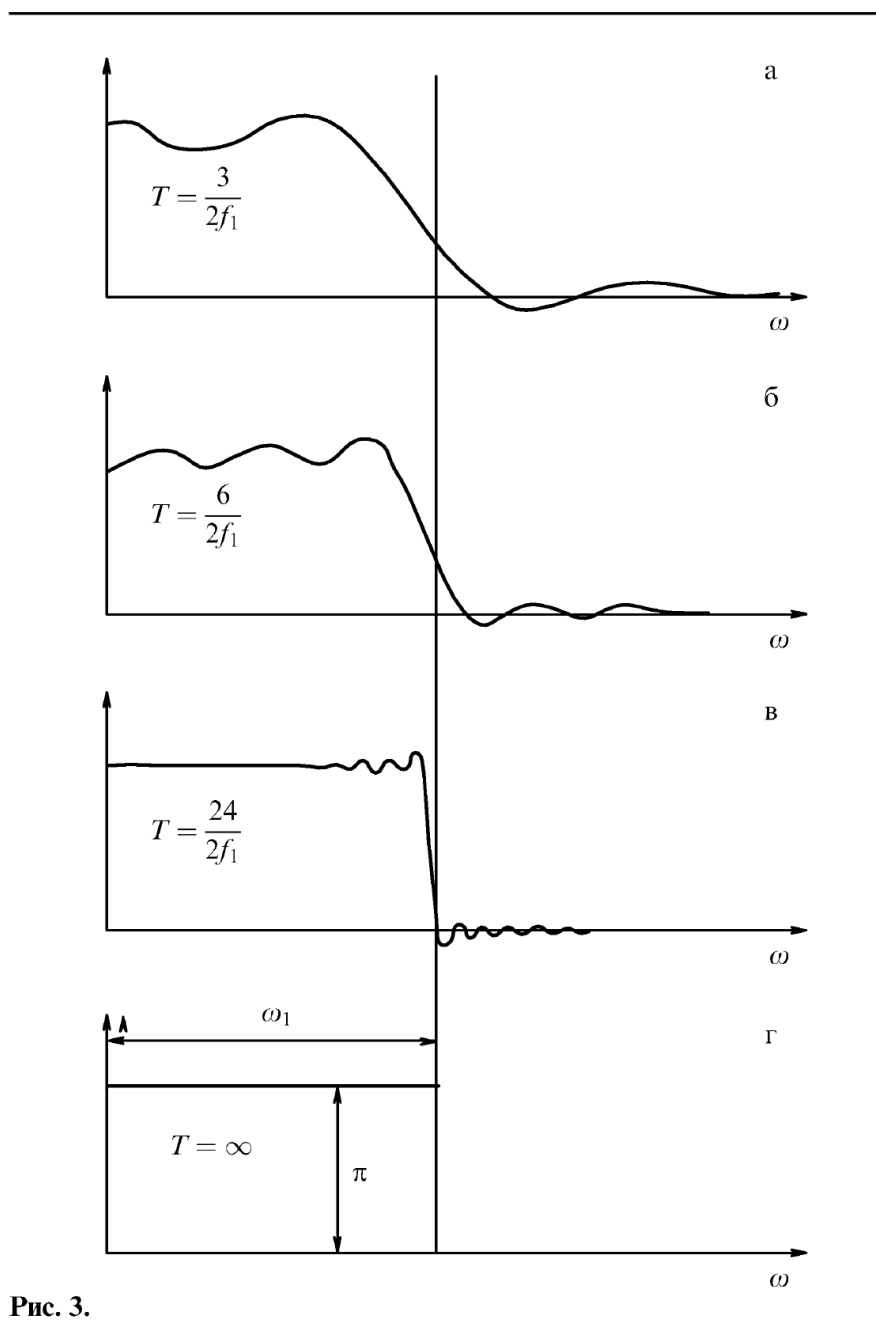 а
T = 3/2f₁
ω
б
T = 6/2f₁
ω
в
T = 24/2f₁
ω
ω₁
г
T = ∞
π
ω
Рис. 3.